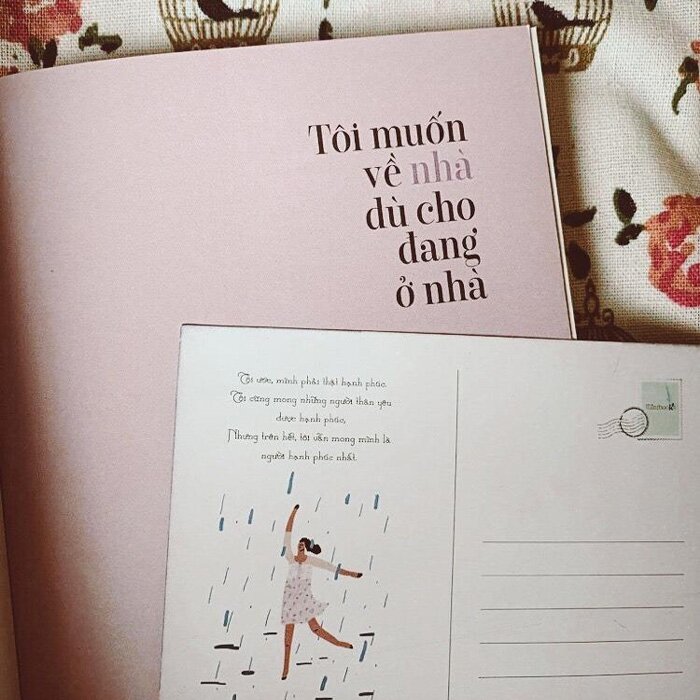 Tôi muốn
về nhà
dù cho
đang
ở nhà
Tôi ước, mình phải thật hạnh phúc.
Tôi cũng mong những người thân yêu
được hạnh phúc,
Nhưng trên hết, tôi vẫn mong mình là
người hạnh phúc nhất.